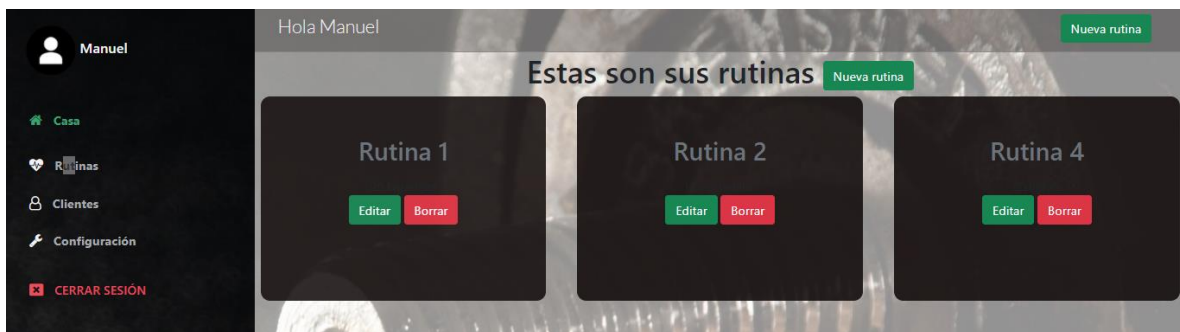 Manuel
Casa
Rutinas
Clientes
Configuración
CERRAR SESIÓN
Hola Manuel
Nueva rutina
Estas son sus rutinas Nueva rutina
Rutina 1
Editar Borrar
Rutina 2
Editar Borrar
Rutina 4
Editar Borrar